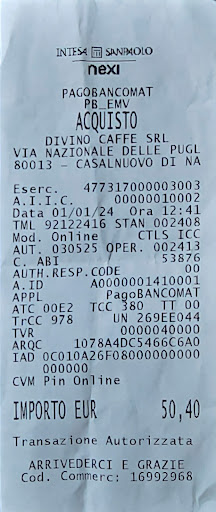 INTESA SANPAOLO
nexi
PAGOBANCOMAT
PB_EMV
ACQUISTO
DIVINO CAFFE SRL
VIA NAZIONALE DELLE PUGL
80013 - CASALNUOVO DI NA
Eserc. 477317000003003
A.I.I.C. 00000010002
Data 01/01/24 Ora 12:41
TML 92122416 STAN 002408
Mod. Online CTLS ICC
AUT. 030525 OPER. 002413
C. ABI 53876
AUTH.RESP.CODE 00
A.ID A0000001410001
APPL PagoBANCOMAT
ATC 00E2 TCC 380 TT 00
TrCC 978 UN 269EE044
TVR 0000040000
ARQC 1078A4DC5466C6A0
IAD 0C010A26F08000000000
000000
CVM Pin Online
IMPORTO EUR 50,40
Transazione Autorizzata
ARRIVEDERCI E GRAZIE
Cod. Commerc: 16992968